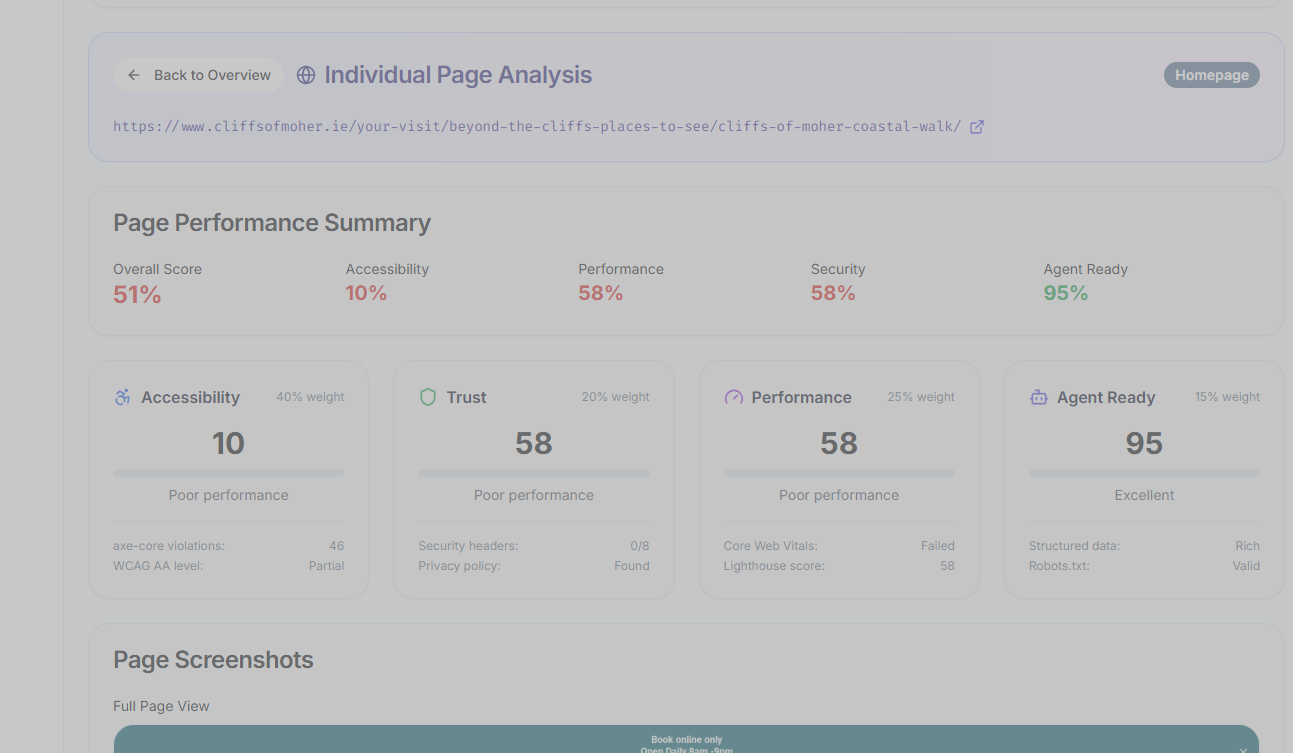 Back to Overview
Individual Page Analysis
Homepage
https://www.cliffsofmoher.ie/your-visit/beyond-the-cliffs-places-to-see/cliffs-of-moher-coastal-walk/
Page Performance Summary
Overall Score
51%
Accessibility
10%
Performance
58%
Security
58%
Agent Ready
95%
Accessibility
40% weight
10
Poor performance
axe-core violations: 46
WCAG AA level: Partial
Trust
20% weight
58
Poor performance
Security headers: 0/8
Privacy policy: Found
Performance
25% weight
58
Poor performance
Core Web Vitals: Failed
Lighthouse score: 58
Agent Ready
15% weight
95
Excellent
Structured data: Rich
Robots.txt: Valid
Page Screenshots
Full Page View
Book online only
Open Daily 8am -9pm